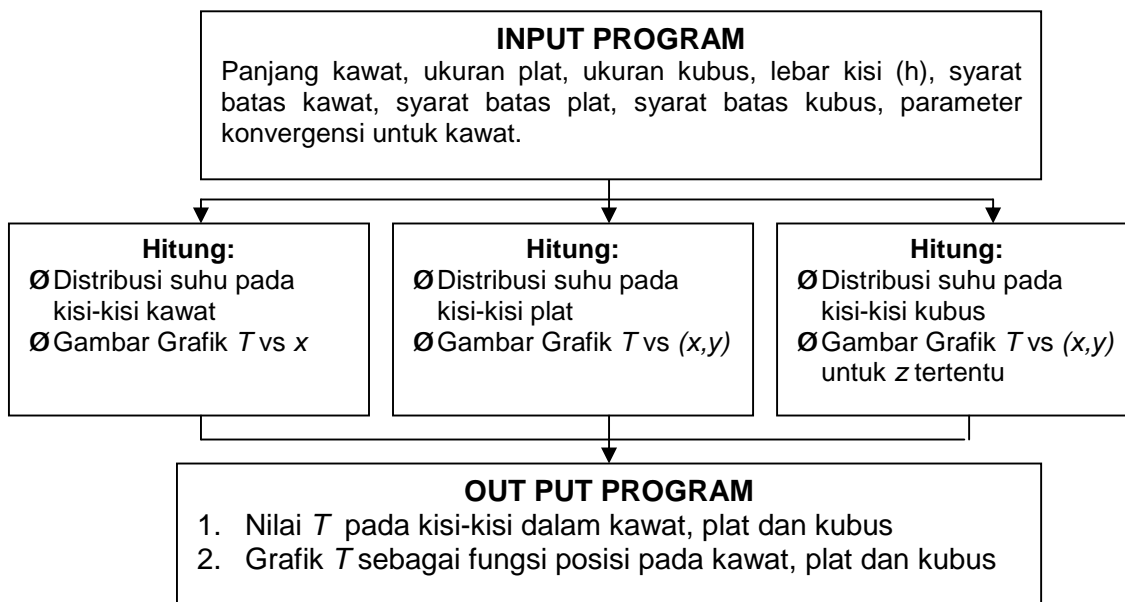 INPUT PROGRAM
Panjang kawat, ukuran plat, ukuran kubus, lebar kisi (h), syarat
batas kawat, syarat batas plat, syarat batas kubus, parameter
konvergensi untuk kawat.
Hitung:
Ø Distribusi suhu pada
kisi-kisi kawat
Ø Gambar Grafik T vs x
Hitung:
Ø Distribusi suhu pada
kisi-kisi plat
Ø Gambar Grafik T vs (x,y)
Hitung:
Ø Distribusi suhu pada
kisi-kisi kubus
Ø Gambar Grafik T vs (x,y)
untuk z tertentu
OUT PUT PROGRAM
1. Nilai T pada kisi-kisi dalam kawat, plat dan kubus
2. Grafik T sebagai fungsi posisi pada kawat, plat dan kubus